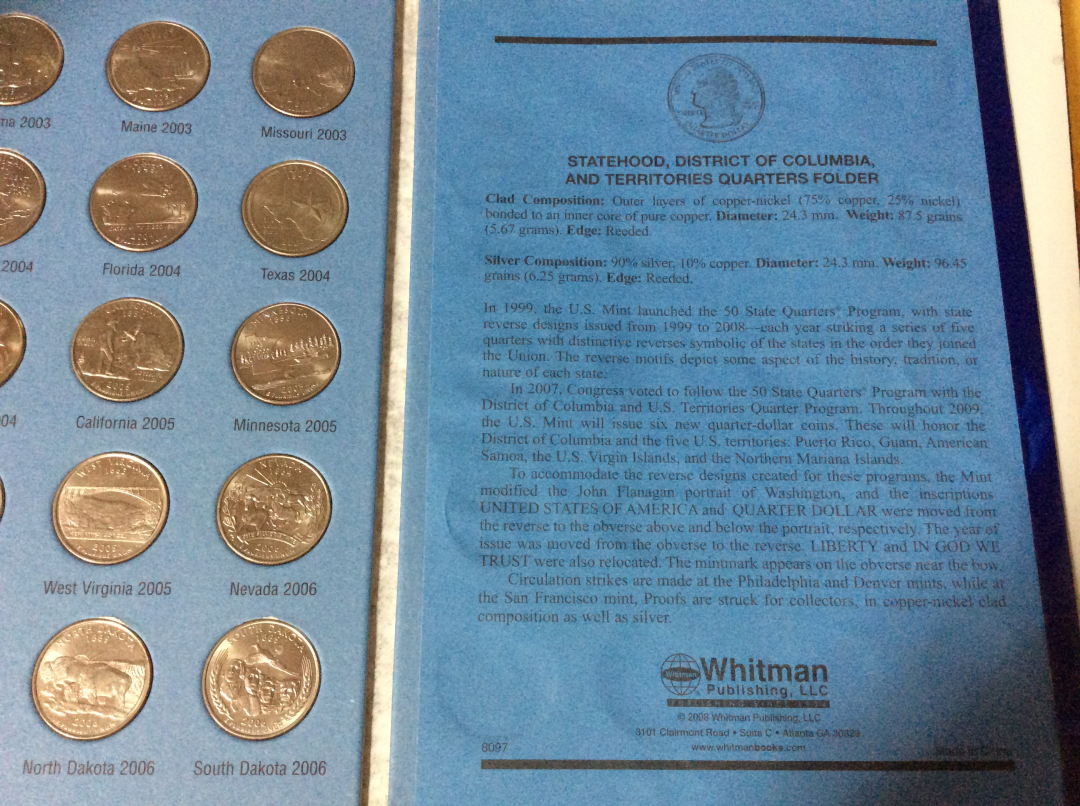 2003
Maine 2003
Missouri 2003
2004
Florida 2004
Texas 2004
04
California 2005
Minnesota 2005
West Virginia 2005
Nevada 2006
North Dakota 2006
South Dakota 2006
STATEHOOD, DISTRICT OF COLUMBIA,
AND TERRITORIES QUARTERS FOLDER
Clad Composition: Outer layers of copper-nickel (75% copper, 25% nickel)
bonded to an inner core of pure copper. Diameter: 24.3 mm. Weight: 87.5 grains
(5.67 grams). Edge: Reeded.
Silver Composition: 90% silver, 10% copper. Diameter: 24.3 mm. Weight: 96.45
grains (6.25 grams). Edge: Reeded.
In 1999, the U.S. Mint launched the 50 State Quarters® Program, with state
reverse designs issued from 1999 to 2008—each year striking a series of five
quarters with distinctive reverses symbolic of the states in the order they joined
the Union. The reverse motifs depict some aspect of the history, tradition, or
nature of each state.
In 2007, Congress voted to follow the 50 State Quarters® Program with the
District of Columbia and U.S. Territories Quarter Program. Throughout 2009,
the U.S. Mint will issue six new quarter-dollar coins. These will honor the
District of Columbia and the five U.S. territories: Puerto Rico, Guam, American
Samoa, the U.S. Virgin Islands, and the Northern Mariana Islands.
To accommodate the reverse designs created for these programs, the Mint
modified the John Flanagan portrait of Washington, and the inscriptions
UNITED STATES OF AMERICA and QUARTER DOLLAR were moved from
the reverse to the obverse above and below the portrait, respectively. The year of
issue was moved from the obverse to the reverse. LIBERTY and IN GOD WE
TRUST were also relocated. The mintmark appears on the obverse near the bow.
Circulation strikes are made at the Philadelphia and Denver mints, while at
the San Francisco mint, Proofs are struck for collectors, in copper-nickel clad
composition as well as silver.
Whitman
Whitman
Publishing, LLC
PUBLISHING SINCE 1934
© 2008 Whitman Publishing, LLC
3101 Clairmont Road • Suite C • Atlanta GA 30329
8097
www.whitmanbooks.com
Made in China